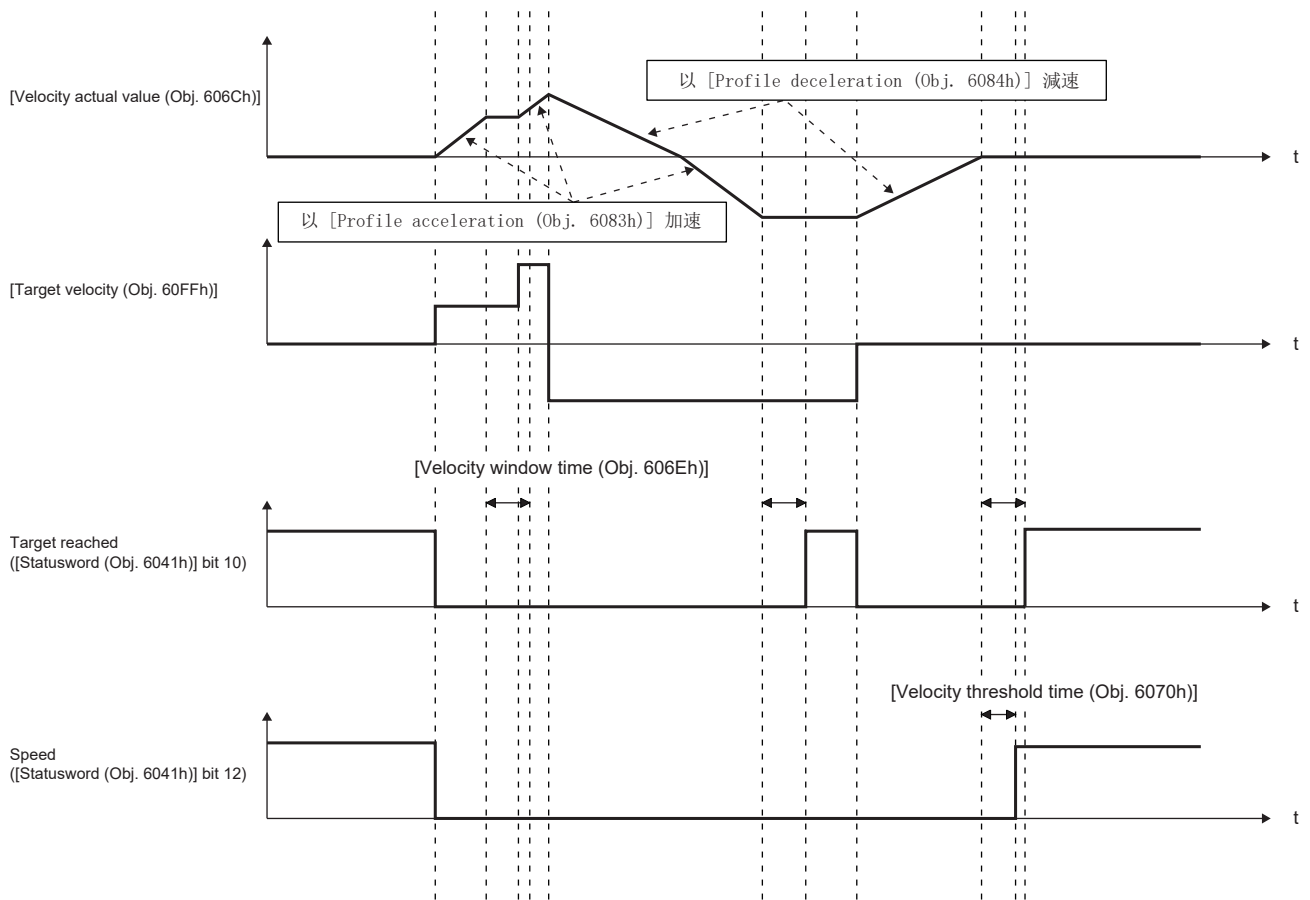 [Velocity actual value (Obj. 606Ch)]
以 [Profile deceleration (Obj. 6084h)] 減速
t
以 [Profile acceleration (Obj. 6083h)] 加速
[Target velocity (Obj. 60FFh)]
t
[Velocity window time (Obj. 606Eh)]
Target reached
([Statusword (Obj. 6041h)] bit 10)
t
[Velocity threshold time (Obj. 6070h)]
Speed
([Statusword (Obj. 6041h)] bit 12)
t